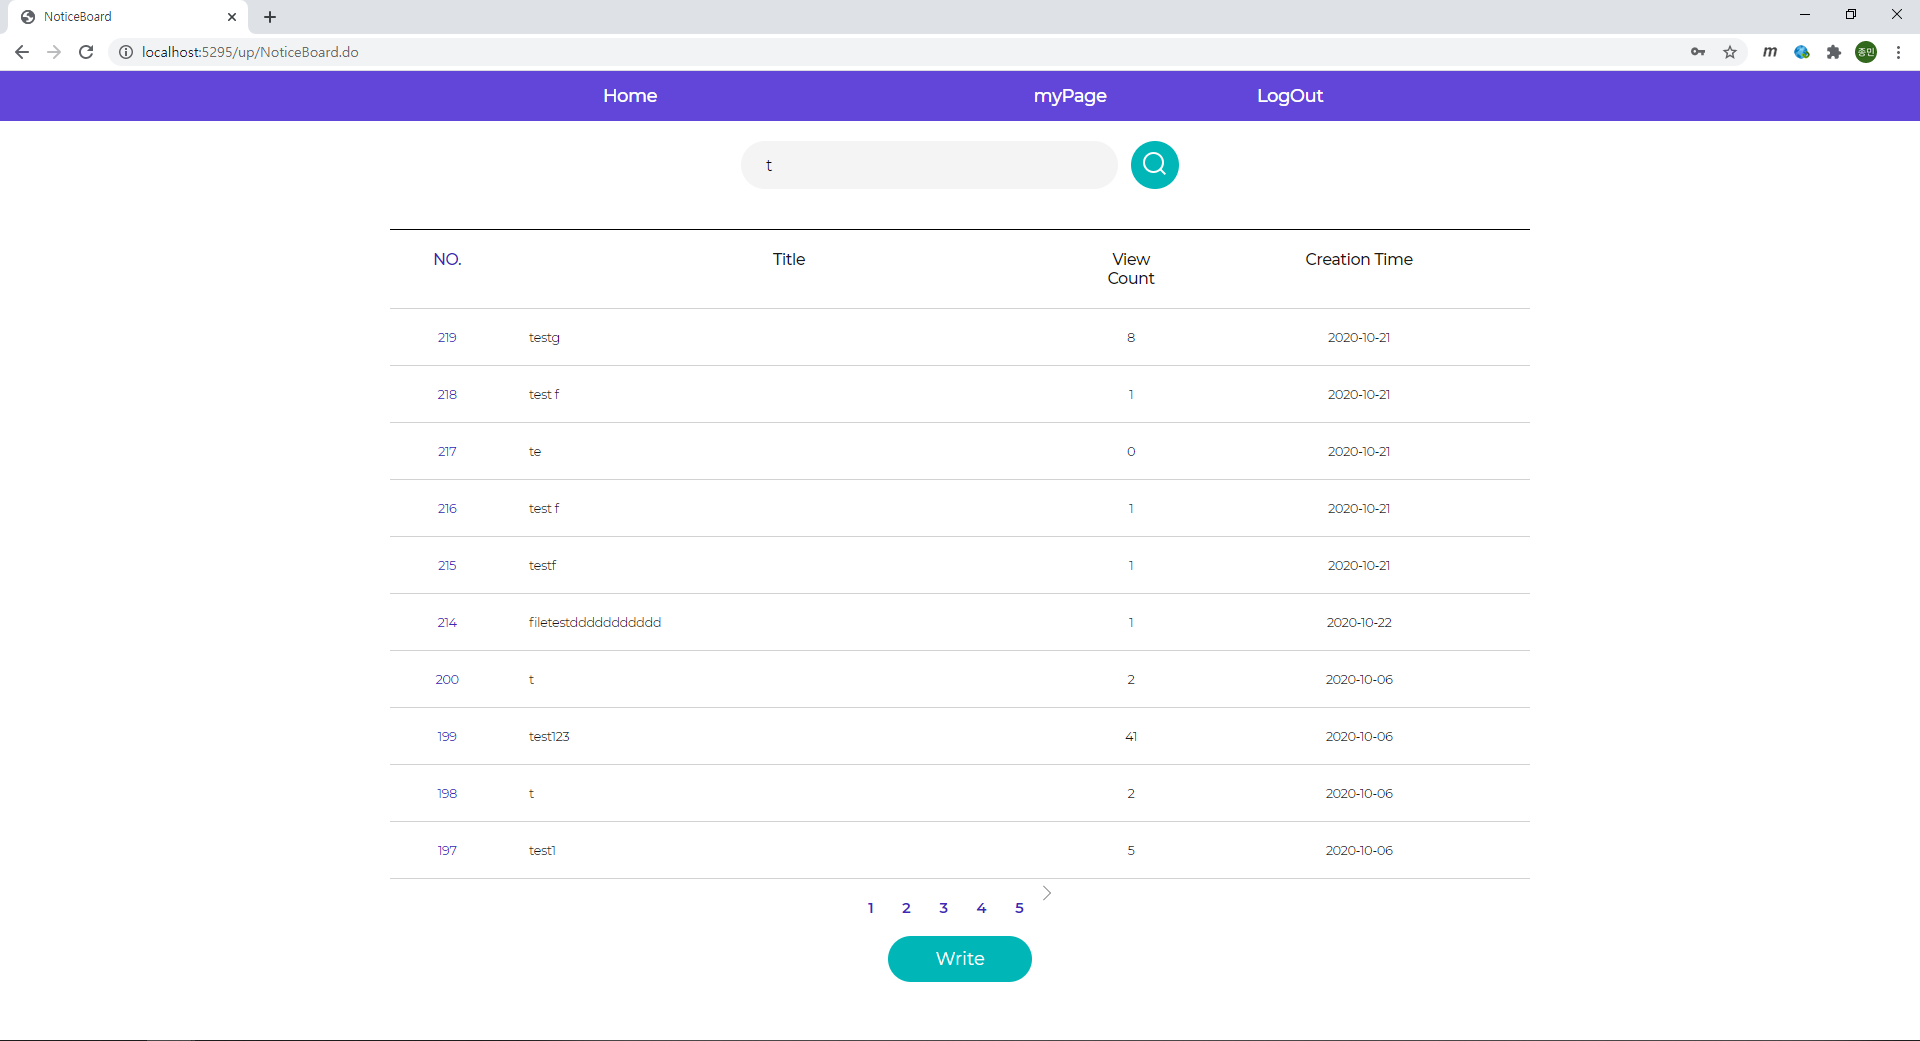 NoticeBoard
localhost:5295/up/NoticeBoard.do
m
종민
Home myPage LogOut
t
NO. Title View Count Creation Time
219 testg 8 2020-10-21
218 test f 1 2020-10-21
217 te 0 2020-10-21
216 test f 1 2020-10-21
215 testf 1 2020-10-21
214 filetestddddddddddd 1 2020-10-22
200 t 2 2020-10-06
199 test123 41 2020-10-06
198 t 2 2020-10-06
197 test1 5 2020-10-06
1 2 3 4 5
Write